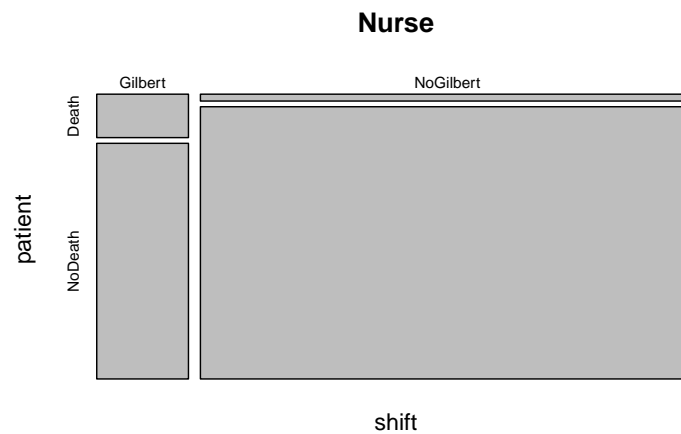 Nurse
Gilbert
NoGilbert
Death
NoDeath
patient
shift